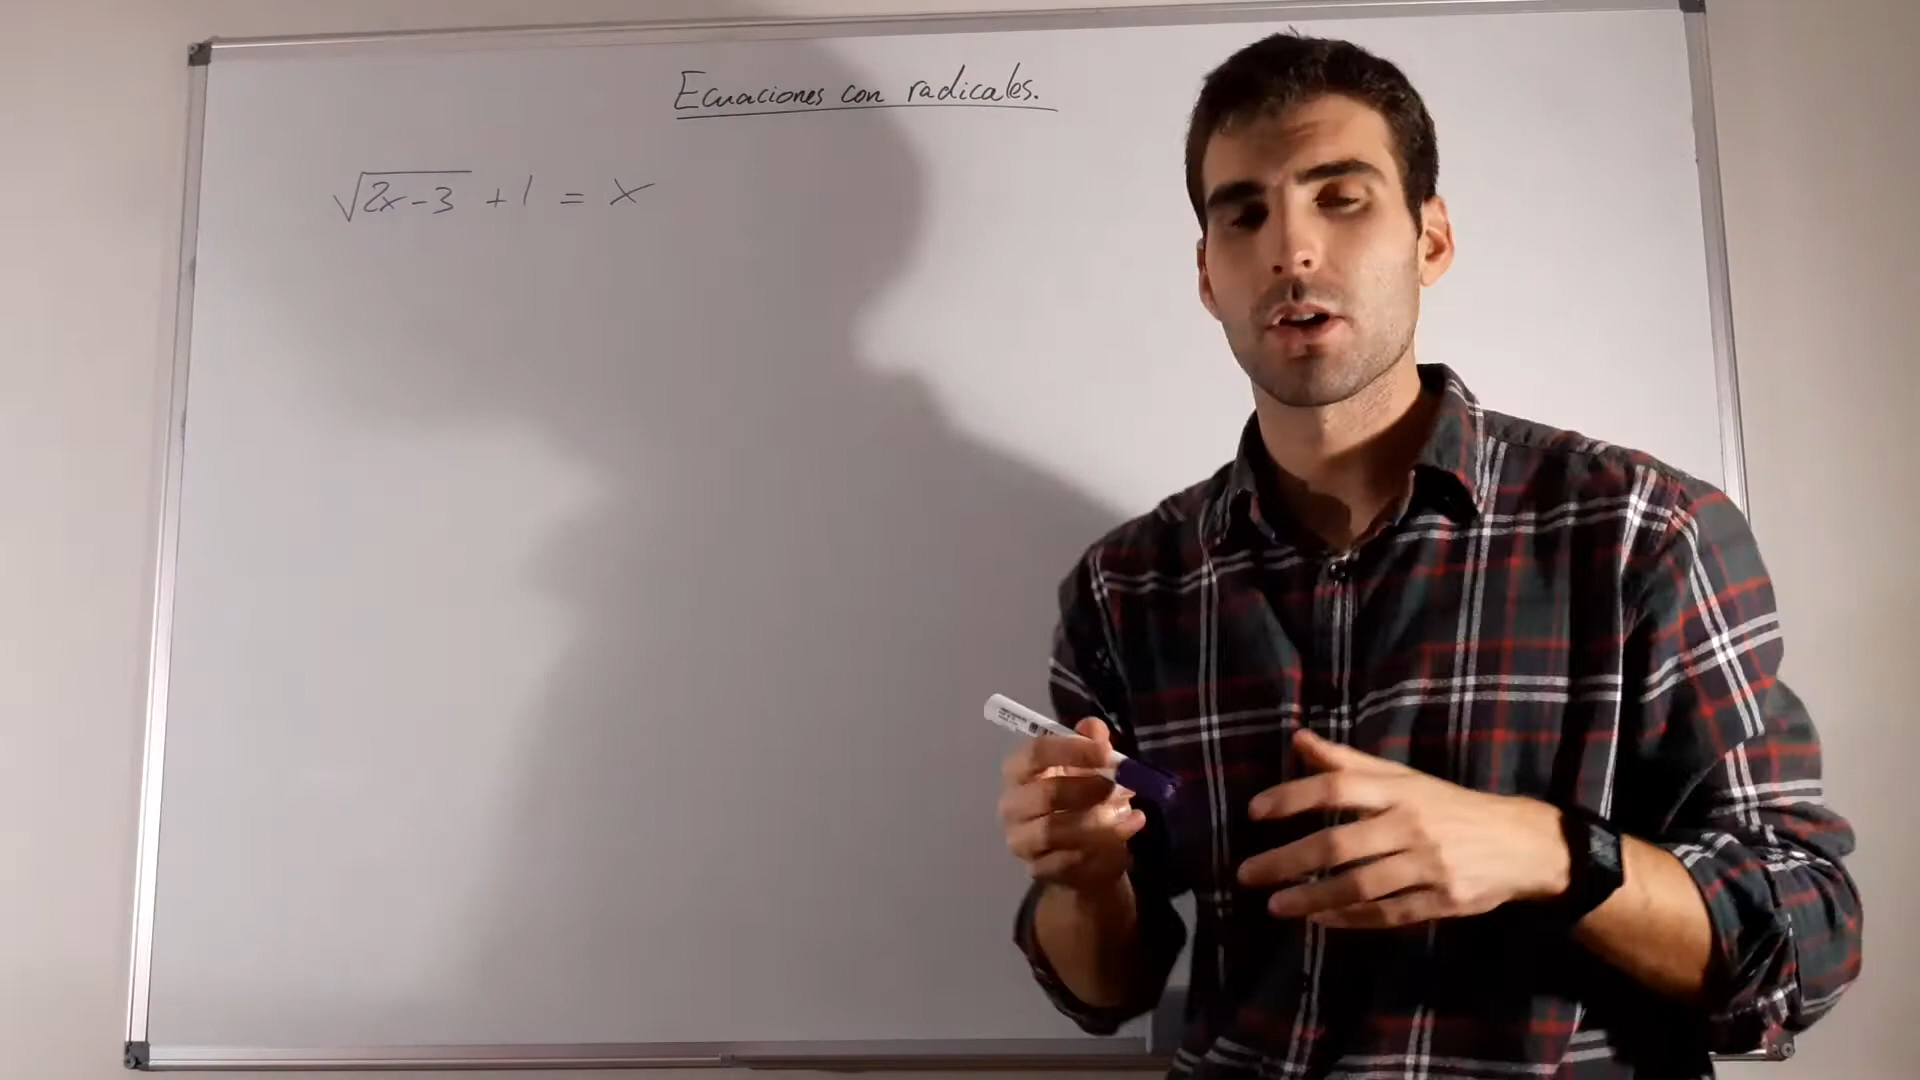 Ecuaciones con radicales.
√2x-3 + 1 = x